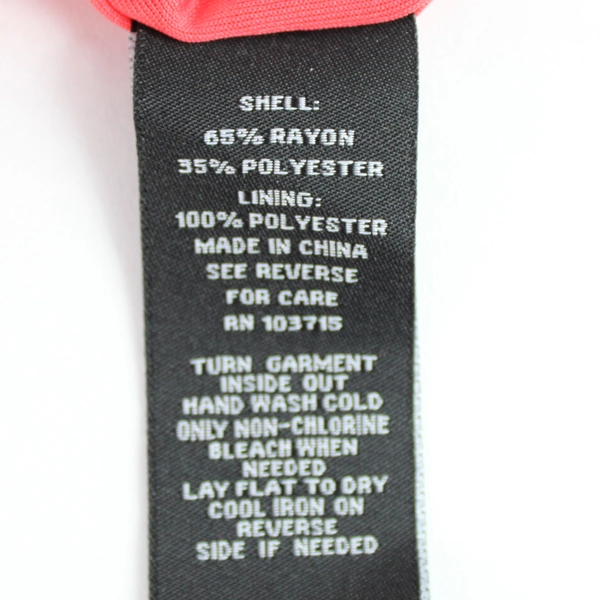 SHELL:
65% RAYON
35% POLYESTER
LINING:
100% POLYESTER
MADE IN CHINA
SEE REVERSE
FOR CARE
RN 103715
TURN GARMENT
INSIDE OUT
HAND WASH COLD
ONLY NON-CHLORINE
BLEACH WHEN
NEEDED
LAY FLAT TO DRY
COOL IRON ON
REVERSE
SIDE IF NEEDED